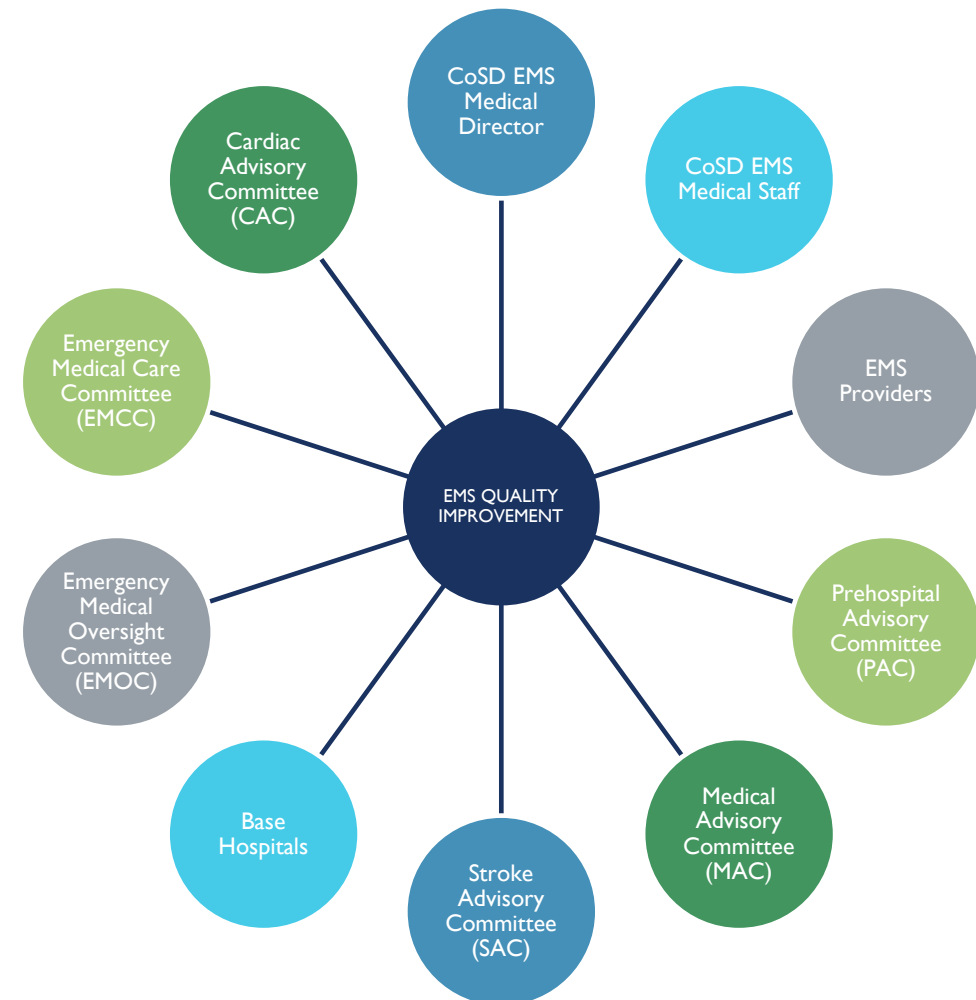 CoSD EMS
Medical
Director
CoSD EMS
Medical Staff
EMS
Providers
Prehospital
Advisory
Committee
(PAC)
Medical
Advisory
Committee
(MAC)
Stroke
Advisory
Committee
(SAC)
Base
Hospitals
Emergency
Medical
Oversight
Committee
(EMOC)
Emergency
Medical Care
Committee
(EMCC)
Cardiac
Advisory
Committee
(CAC)
EMS QUALITY
IMPROVEMENT